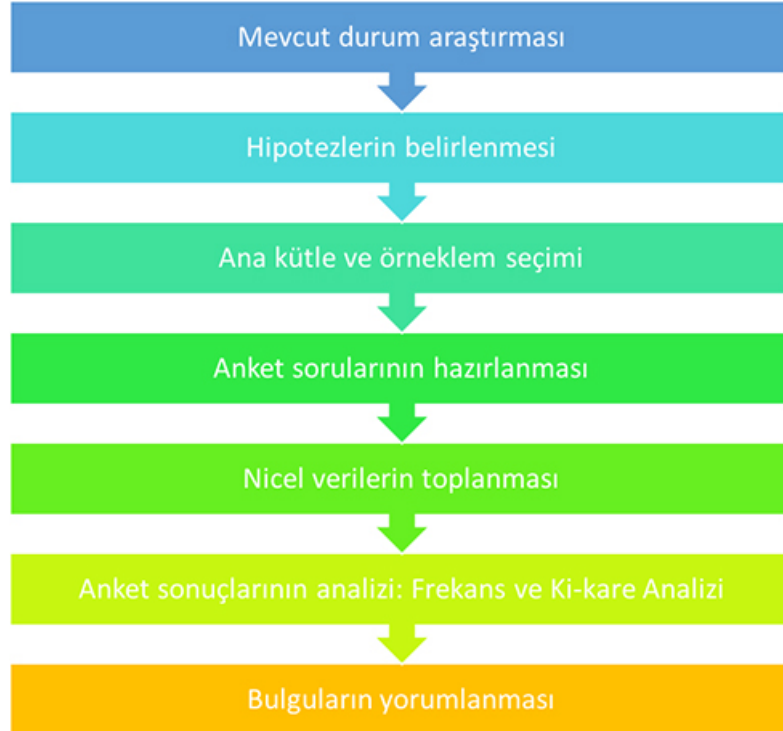 Mevcut durum araştırması
Hipotezlerin belirlenmesi
Ana kütle ve örneklem seçimi
Anket sorularının hazırlanması
Nicel verilerin toplanması
Anket sonuçlarının analizi: Frekans ve Ki-kare Analizi
Bulguların yorumlanması